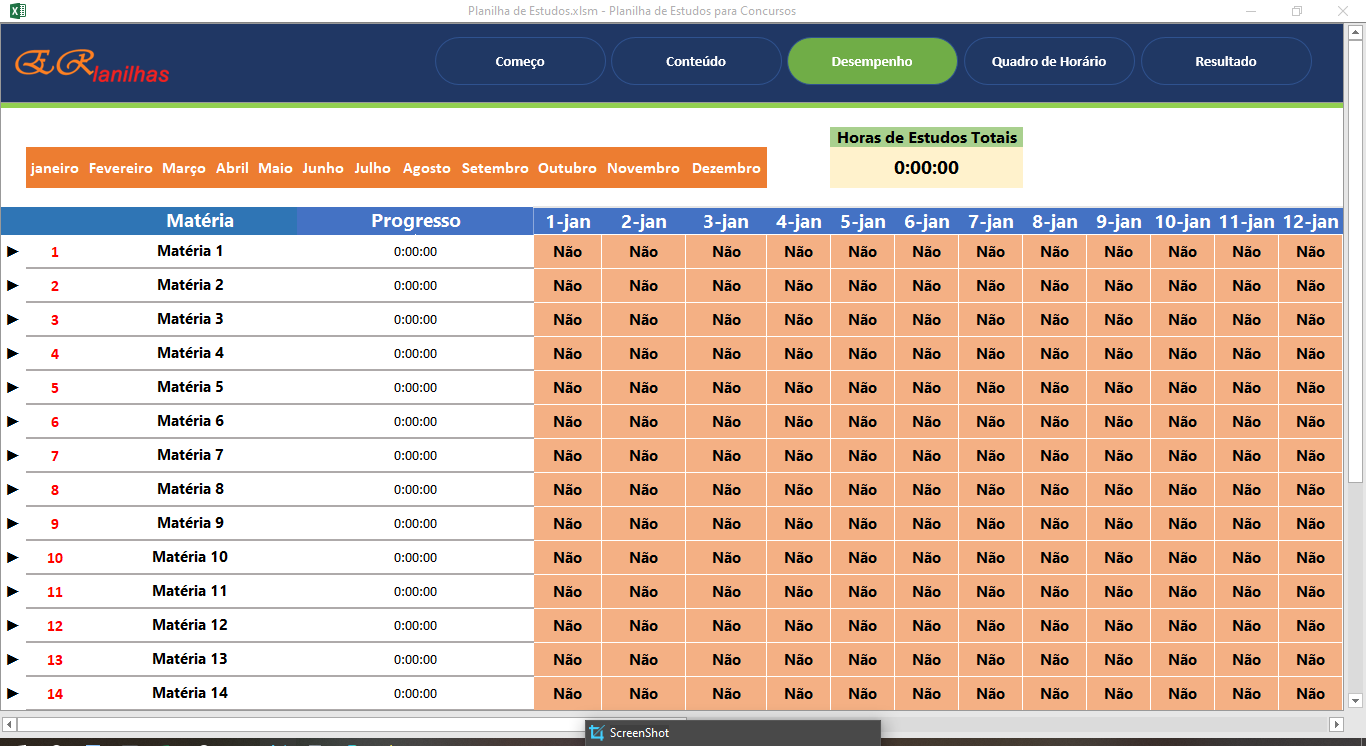 Planilha de Estudos.xlsm - Planilha de Estudos para Concursos
ER lanilhas
Começo Conteúdo Desempenho Quadro de Horário Resultado
Horas de Estudos Totais
0:00:00
janeiro Fevereiro Março Abril Maio Junho Julho Agosto Setembro Outubro Novembro Dezembro
Matéria Progresso 1-jan 2-jan 3-jan 4-jan 5-jan 6-jan 7-jan 8-jan 9-jan 10-jan 11-jan 12-jan
1 Matéria 1 0:00:00 Não Não Não Não Não Não Não Não Não Não Não Não
2 Matéria 2 0:00:00 Não Não Não Não Não Não Não Não Não Não Não Não
3 Matéria 3 0:00:00 Não Não Não Não Não Não Não Não Não Não Não Não
4 Matéria 4 0:00:00 Não Não Não Não Não Não Não Não Não Não Não Não
5 Matéria 5 0:00:00 Não Não Não Não Não Não Não Não Não Não Não Não
6 Matéria 6 0:00:00 Não Não Não Não Não Não Não Não Não Não Não Não
7 Matéria 7 0:00:00 Não Não Não Não Não Não Não Não Não Não Não Não
8 Matéria 8 0:00:00 Não Não Não Não Não Não Não Não Não Não Não Não
9 Matéria 9 0:00:00 Não Não Não Não Não Não Não Não Não Não Não Não
10 Matéria 10 0:00:00 Não Não Não Não Não Não Não Não Não Não Não Não
11 Matéria 11 0:00:00 Não Não Não Não Não Não Não Não Não Não Não Não
12 Matéria 12 0:00:00 Não Não Não Não Não Não Não Não Não Não Não Não
13 Matéria 13 0:00:00 Não Não Não Não Não Não Não Não Não Não Não Não
14 Matéria 14 0:00:00 Não Não Não Não Não Não Não Não Não Não Não Não
ScreenShot